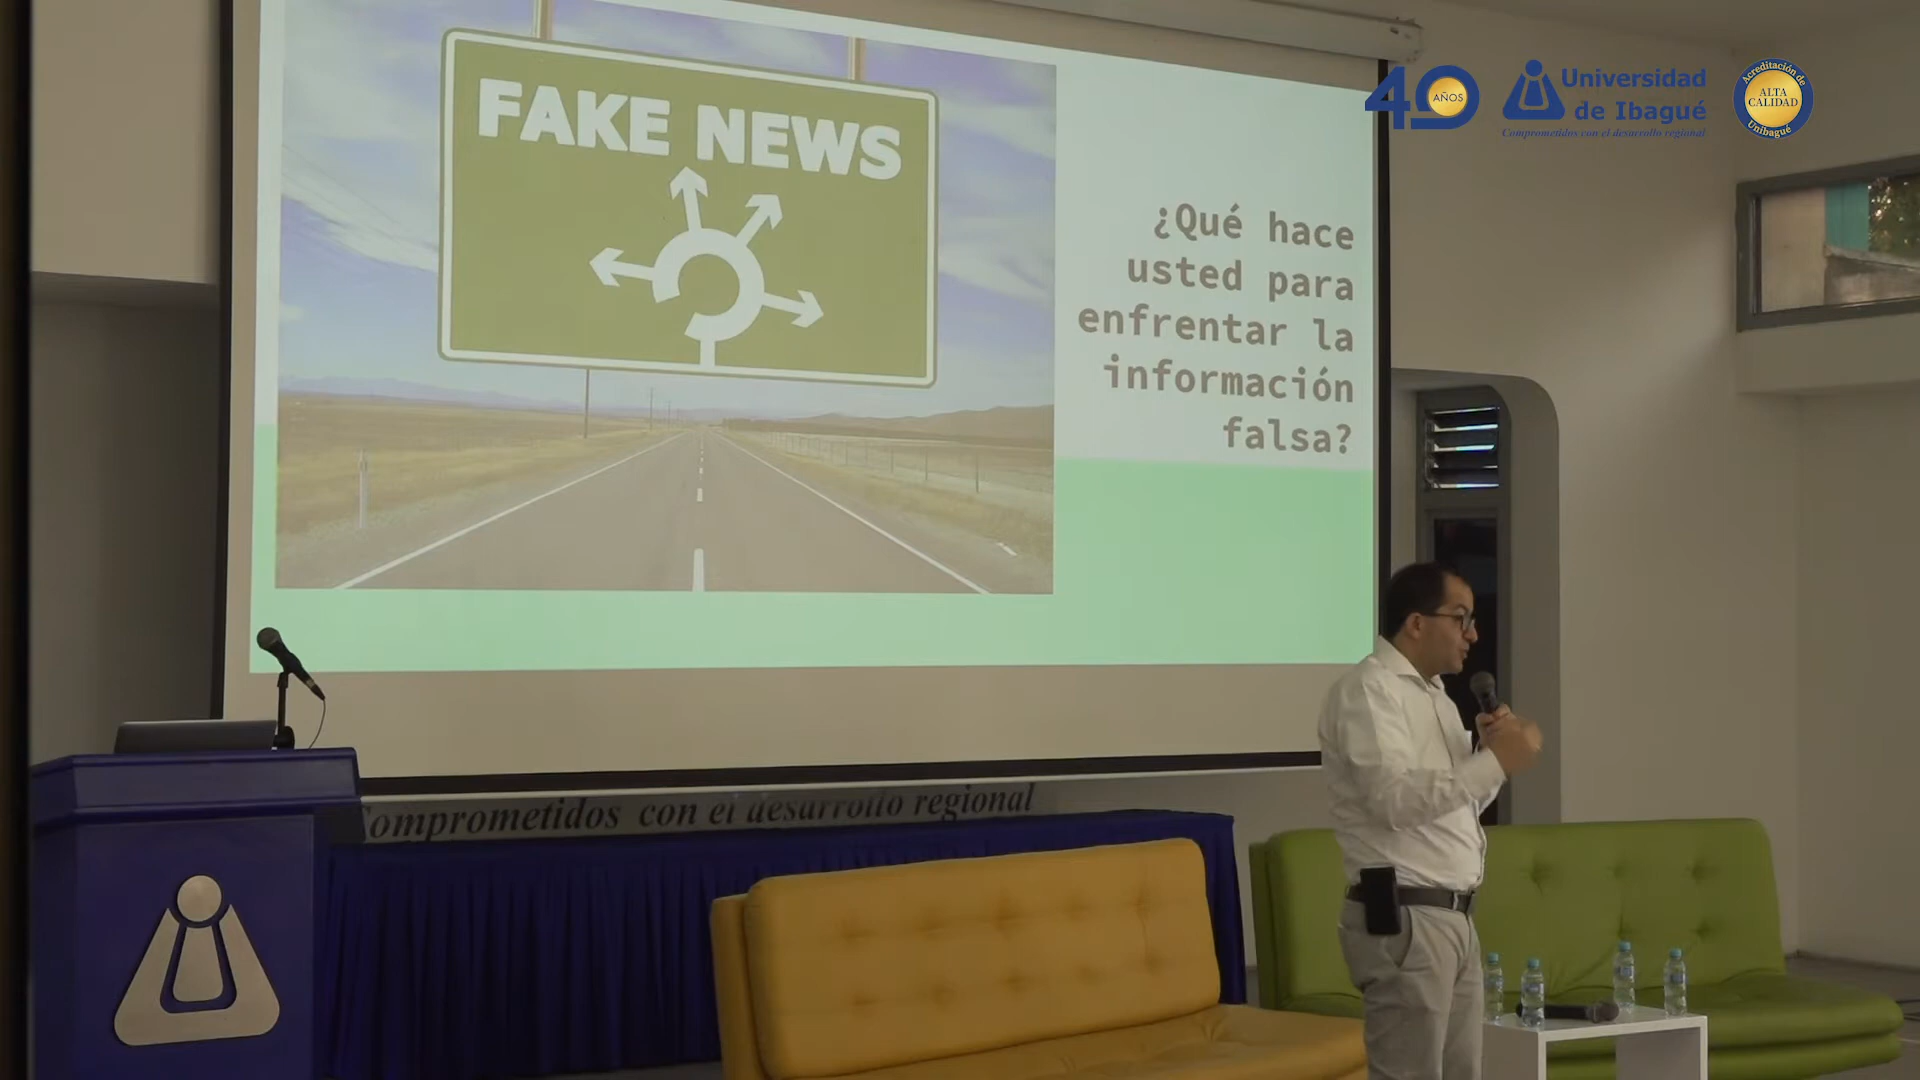 FAKE NEWS
¿Qué hace
usted para
enfrentar la
información
falsa?
40 AÑOS
Universidad
de Ibagué
Comprometidos con el desarrollo regional
Acreditación de
ALTA
CALIDAD
Unibagué
Comprometidos con el desarrollo regional